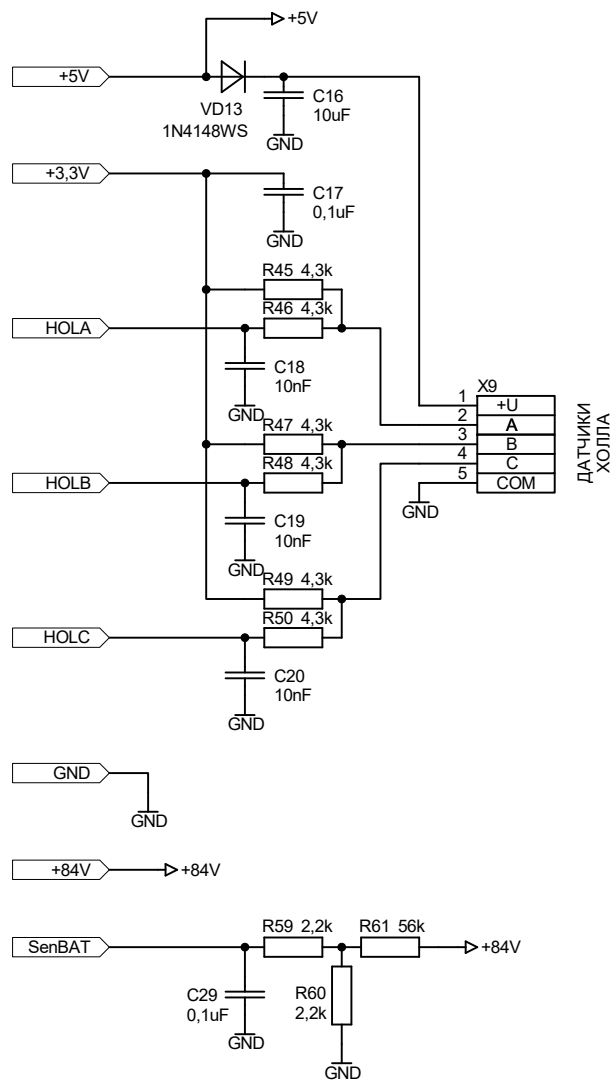 +5V
+5V
VD13
1N4148WS
C16
10uF
GND
+3,3V
C17
0,1uF
GND
R45 4,3k
R46 4,3k
HOLA
C18
10nF
GND
R47 4,3k
R48 4,3k
HOLB
C19
10nF
GND
R49 4,3k
R50 4,3k
HOLC
C20
10nF
GND
X9
1 +U
2 A
3 B
4 C
5 COM
GND
ДАТЧИКИ
ХОЛЛА
GND
GND
+84V
+84V
SenBAT
R59 2,2k
R61 56k
+84V
C29
0,1uF
GND
R60
2,2k
GND